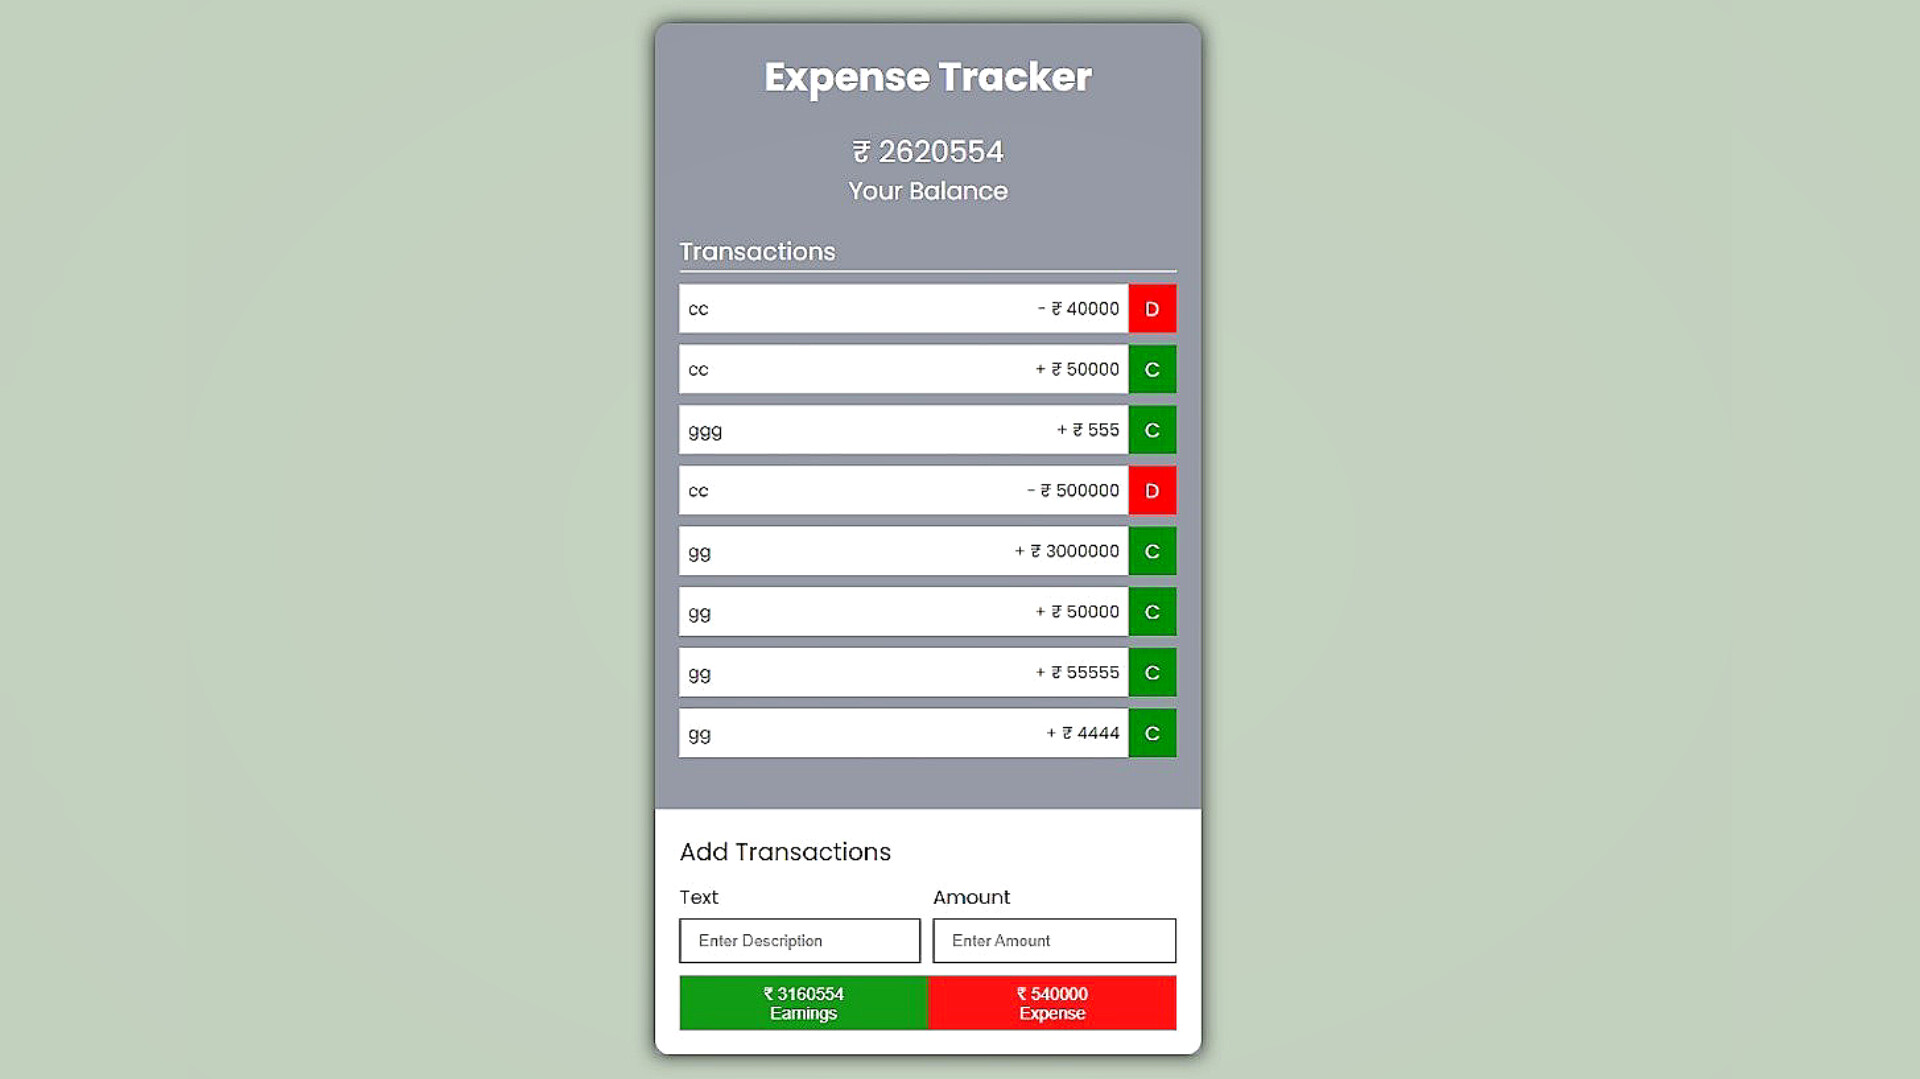 Expense Tracker
₹ 2620554
Your Balance
Transactions
cc - ₹ 40000 D
cc + ₹ 50000 C
ggg + ₹ 555 C
cc - ₹ 500000 D
gg + ₹ 3000000 C
gg + ₹ 50000 C
gg + ₹ 55555 C
gg + ₹ 4444 C
Add Transactions
Text Amount
Enter Description Enter Amount
₹ 3160554 ₹ 540000
Earnings Expense